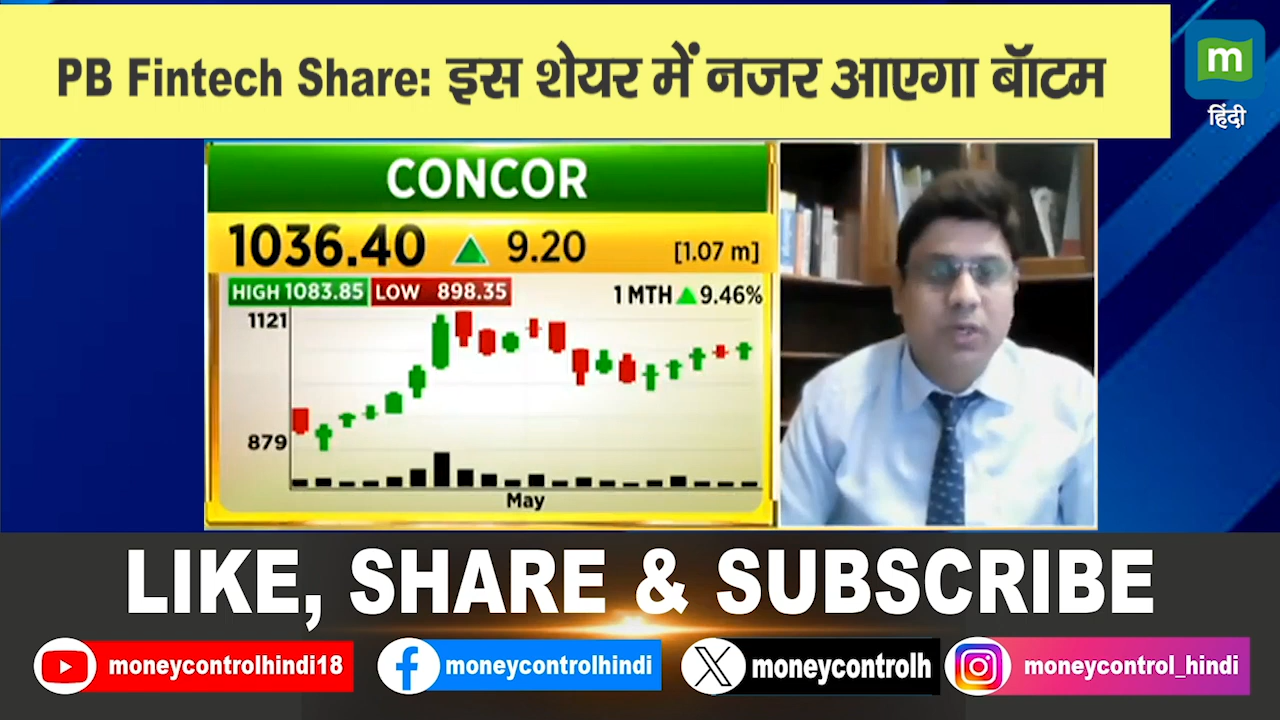 PB Fintech Share: इस शेयर में नजर आएगा बॉटम
m
हिंदी
CONCOR
1036.40 ▲ 9.20 [1.07 m]
HIGH 1083.85 LOW 898.35 1 MTH ▲ 9.46%
1121
879
May
LIKE, SHARE & SUBSCRIBE
moneycontrolhindi18 moneycontrolhindi moneycontrolh moneycontrol_hindi